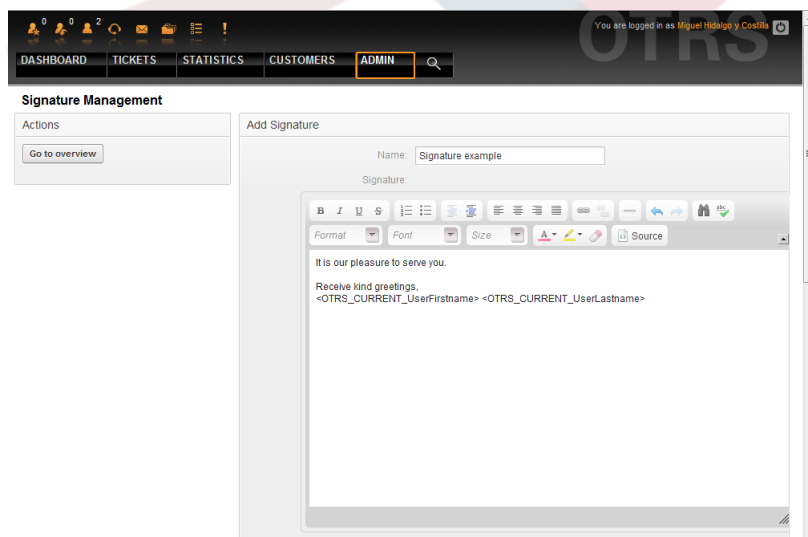 0 0 2
You are logged in as Miguel Hidalgo y Costilla
OTRS
DASHBOARD TICKETS STATISTICS CUSTOMERS ADMIN
Signature Management
Actions
Go to overview
Add Signature
Name: Signature example
Signature:
B I U S
abc
Format Font Size A Source
It is our pleasure to serve you.
Receive kind greetings,
<OTRS_CURRENT_UserFirstname> <OTRS_CURRENT_UserLastname>